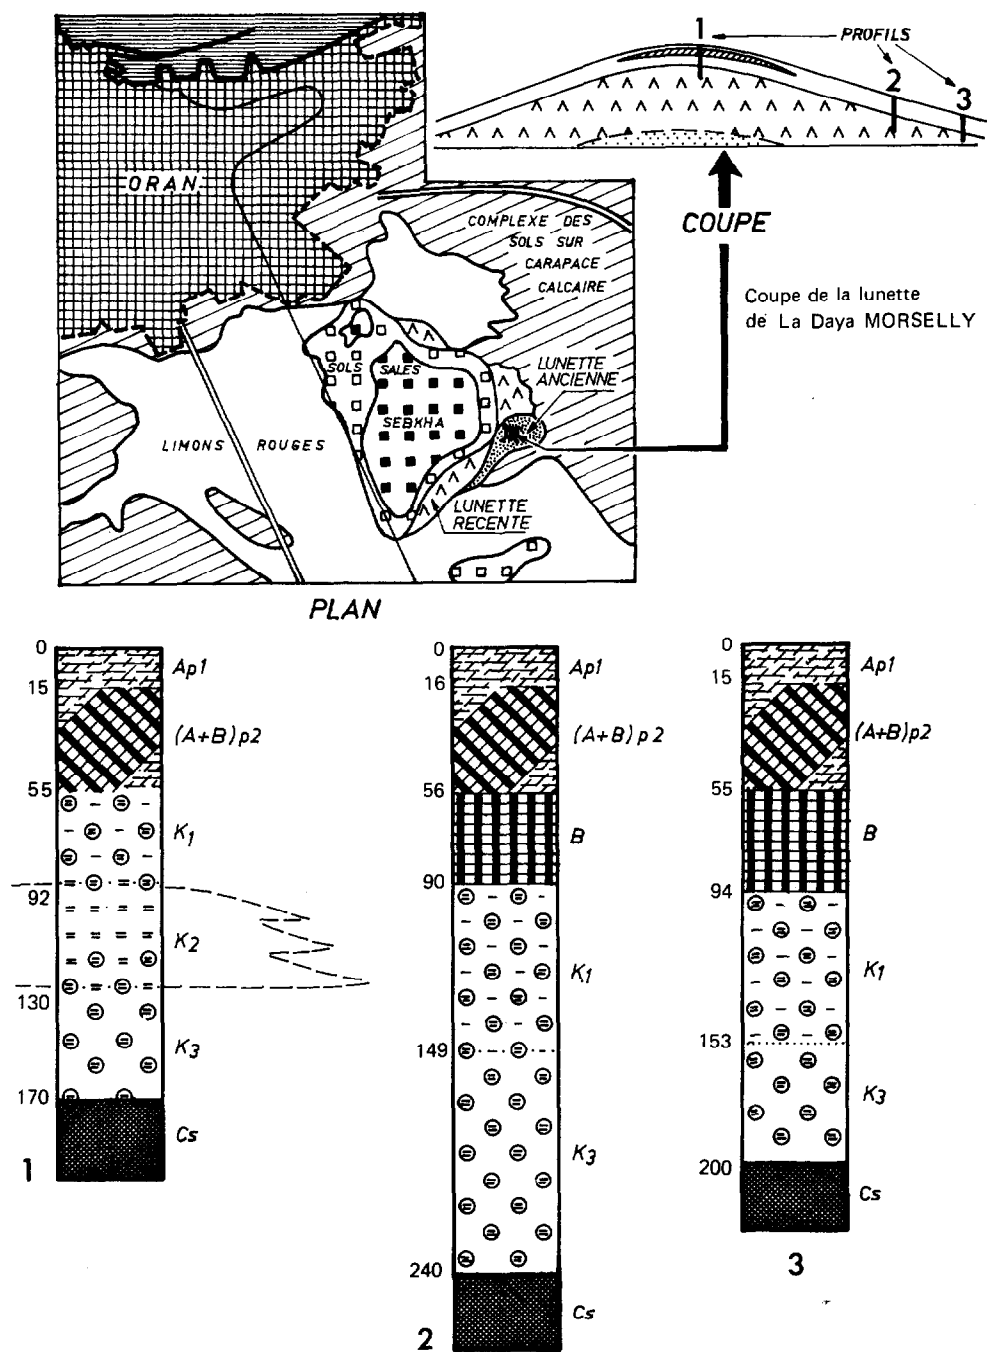 ORAN
COMPLEXE DES
SOLS SUR
CARAPACE
CALCAIRE
SOLS SALES
SEBKHA
LUNETTE
ANCIENNE
LIMONS ROUGES
LUNETTE
RECENTE
PLAN
1
PROFILS
2
3
COUPE
Coupe de la lunette
de La Daya MORSELLY
0
Ap1
15
(A+B)p2
55
K1
92
K2
130
K3
170
Cs
1
0
Ap1
16
(A+B)p2
56
B
90
K1
149
K3
240
Cs
2
0
Ap1
15
(A+B)p2
55
B
94
K1
153
K3
200
Cs
3